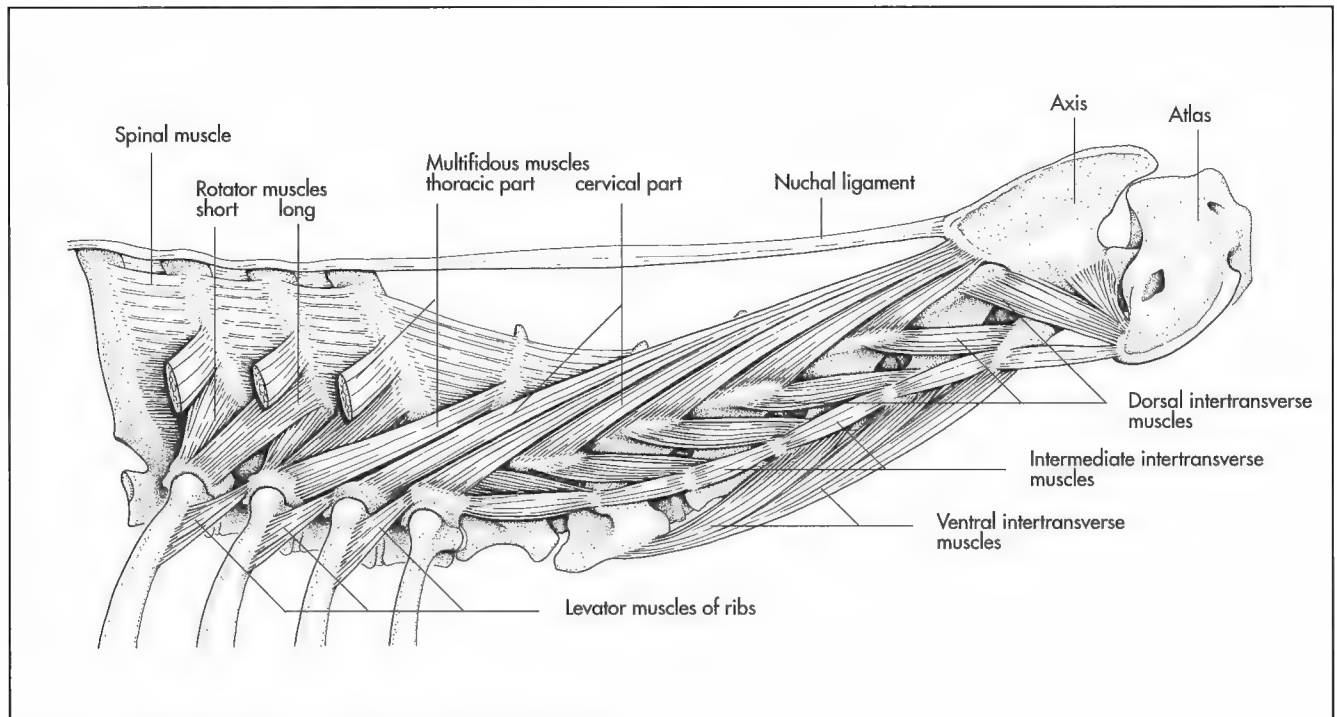 Axis
Atlas
Spinal muscle
Multifidous muscles
thoracic part cervical part
Nuchal ligament
Rotator muscles
short long
Dorsal intertransverse
muscles
Intermediate intertransverse
muscles
Ventral intertransverse
muscles
Levator muscles of ribs